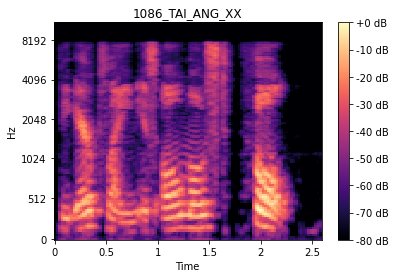 1086_TAI_ANG_XX
Hz
8192
4096
2048
1024
512
0
0
0.5
1
1.5
2
2.5
Time
+0 dB
-10 dB
-20 dB
-30 dB
-40 dB
-50 dB
-60 dB
-70 dB
-80 dB